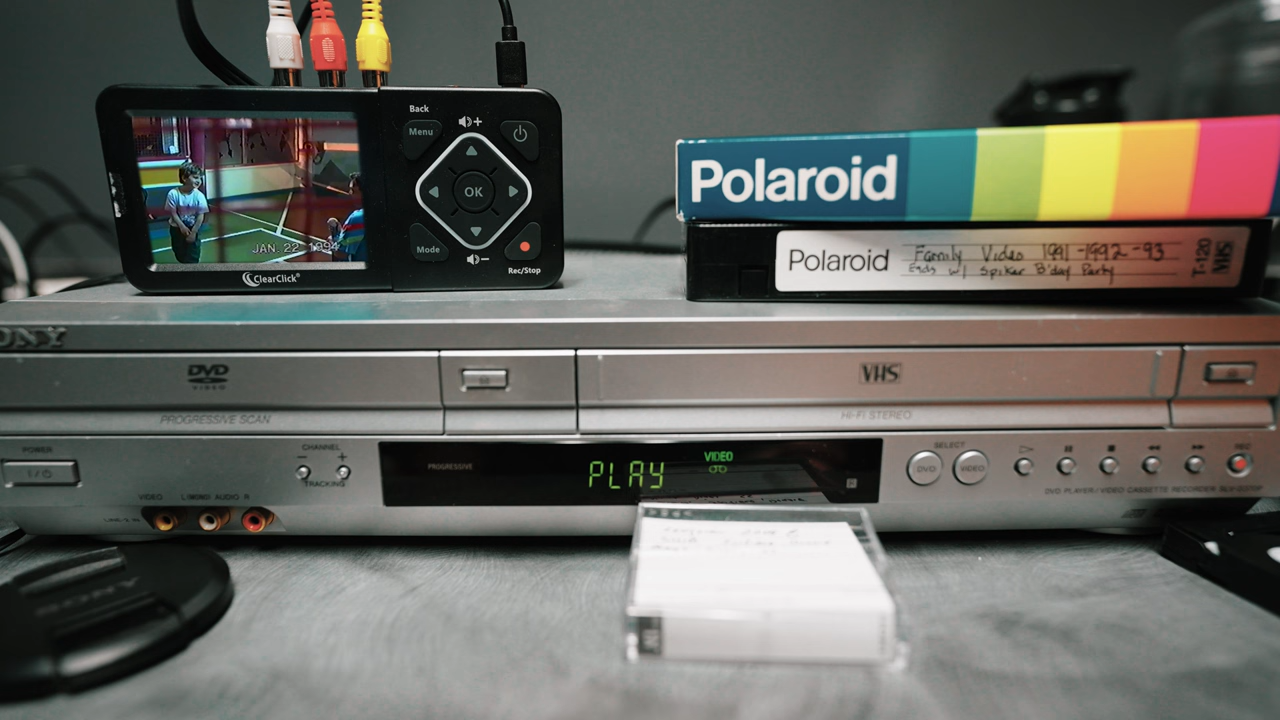 Back
Menu
OK
Mode
Rec/Stop
JAN. 22 1994
ClearClick®
Polaroid
Polaroid
Family Video 1991-1992-93
Ends w/ Spiker B'day Party
T-120
VHS
SONY
DVD
VIDEO
VHS
PROGRESSIVE SCAN
HI-FI STEREO
POWER
I/⏻
CHANNEL
- +
TRACKING
PROGRESSIVE
PLAY
VIDEO
SELECT
DVD
VIDEO
REC
VIDEO L(MONO) AUDIO R
DVD PLAYER/VIDEO CASSETTE RECORDER
SONY